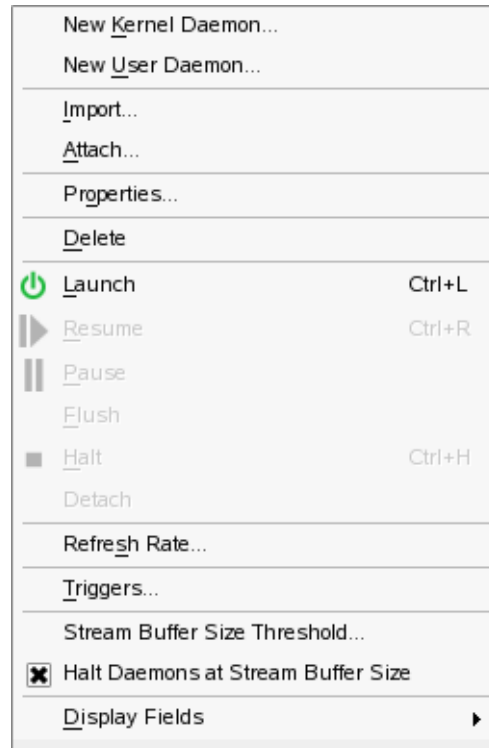 New Kernel Daemon...
New User Daemon...
Import...
Attach...
Properties...
Delete
Launch Ctrl+L
Resume Ctrl+R
Pause
Flush
Halt Ctrl+H
Detach
Refresh Rate...
Triggers...
Stream Buffer Size Threshold...
Halt Daemons at Stream Buffer Size
Display Fields